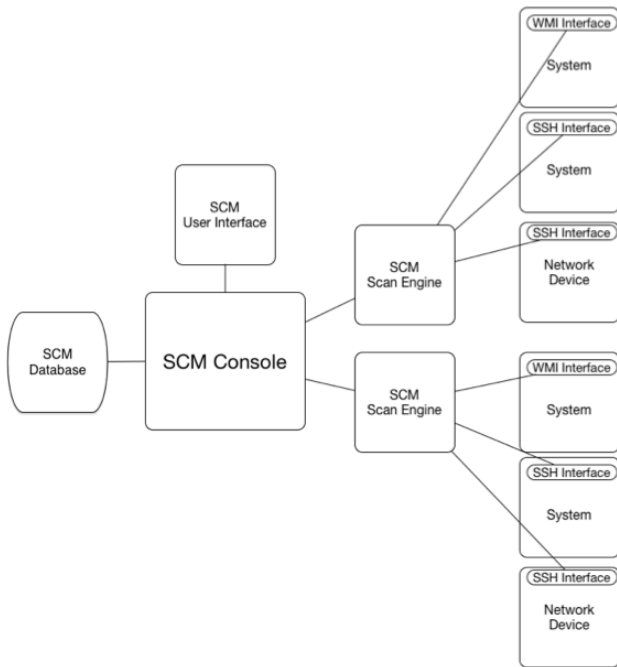 WMI Interface
System
SSH Interface
System
SCM
User Interface
SSH Interface
Network
Device
SCM
Scan Engine
SCM
Database
SCM Console
SCM
Scan Engine
WMI Interface
System
SSH Interface
System
SSH Interface
Network
Device